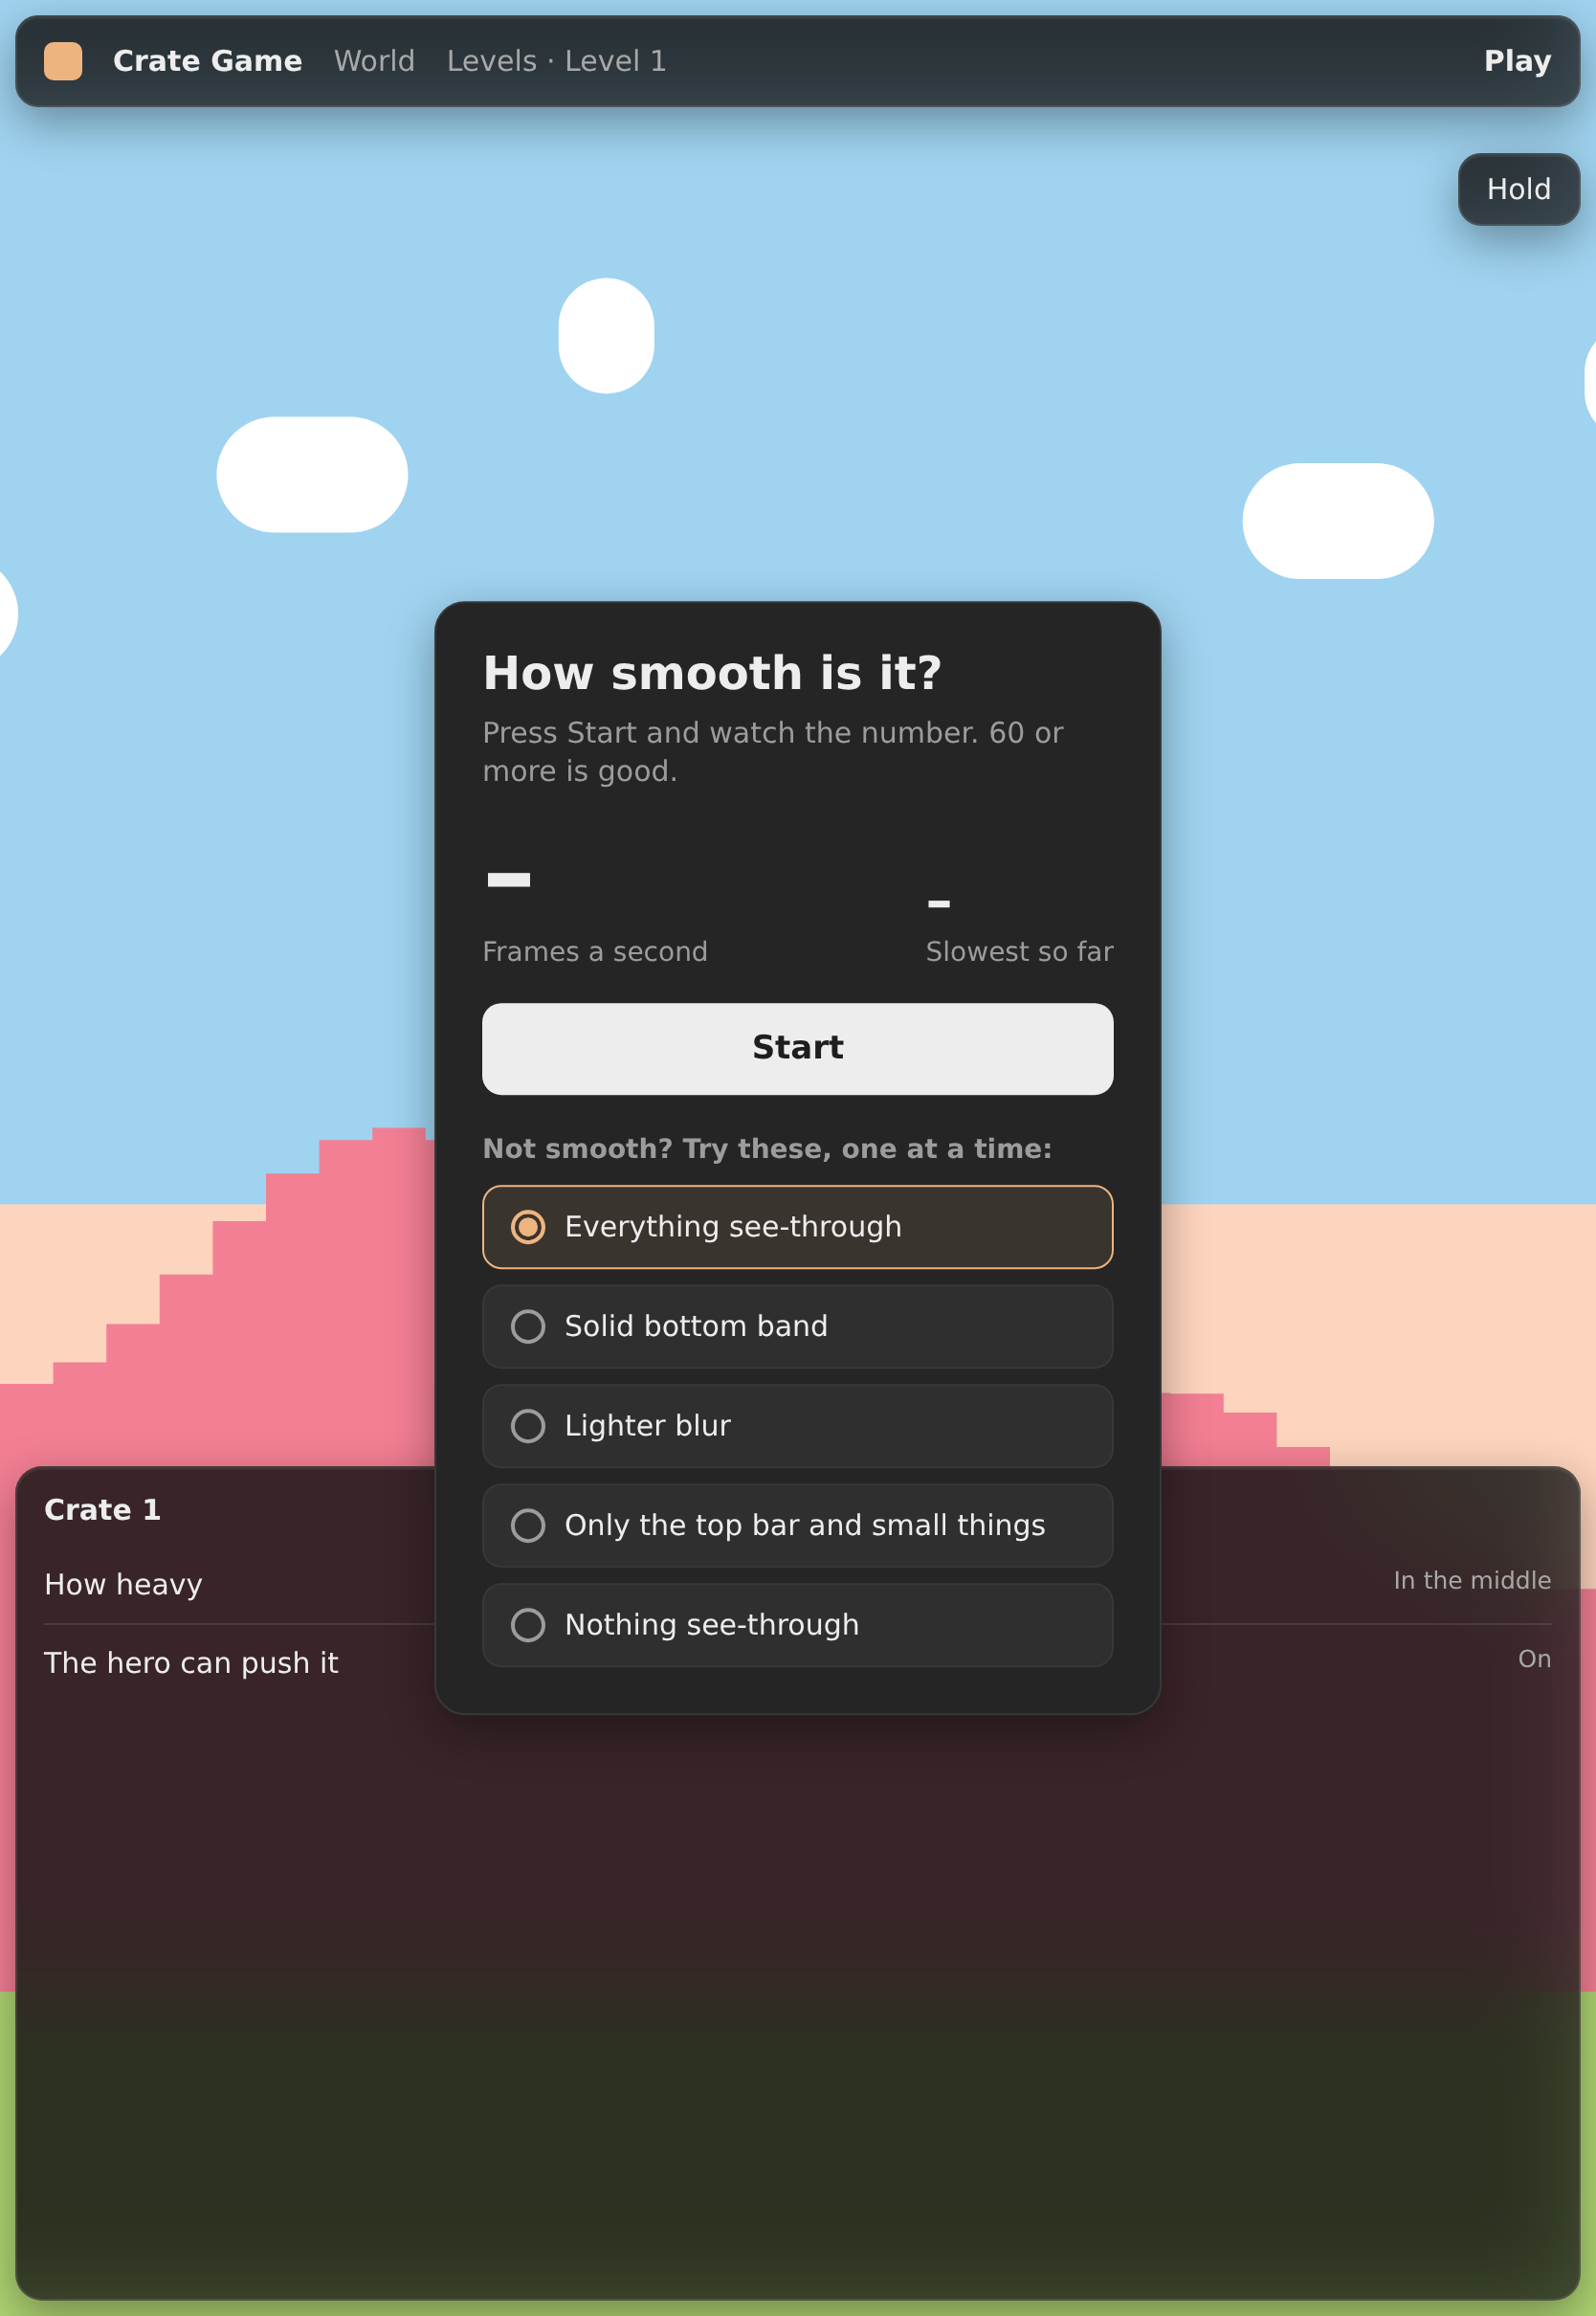 Crate Game World Levels · Level 1 Play
Hold
How smooth is it?
Press Start and watch the number. 60 or
more is good.
– –
Frames a second Slowest so far
Start
Not smooth? Try these, one at a time:
Everything see-through
Solid bottom band
Lighter blur
Only the top bar and small things
Nothing see-through
Crate 1
How heavy In the middle
The hero can push it On